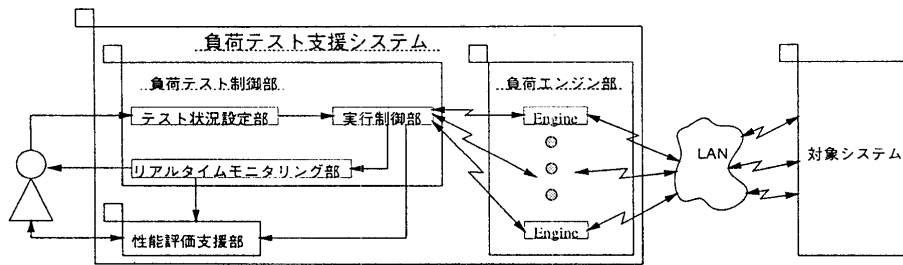 負荷テスト支援システム
負荷テスト制御部
負荷エンジン部
テスト状況設定部
実行制御部
Engine
LAN
対象システム
リアルタイムモニタリング部
性能評価支援部
Engine